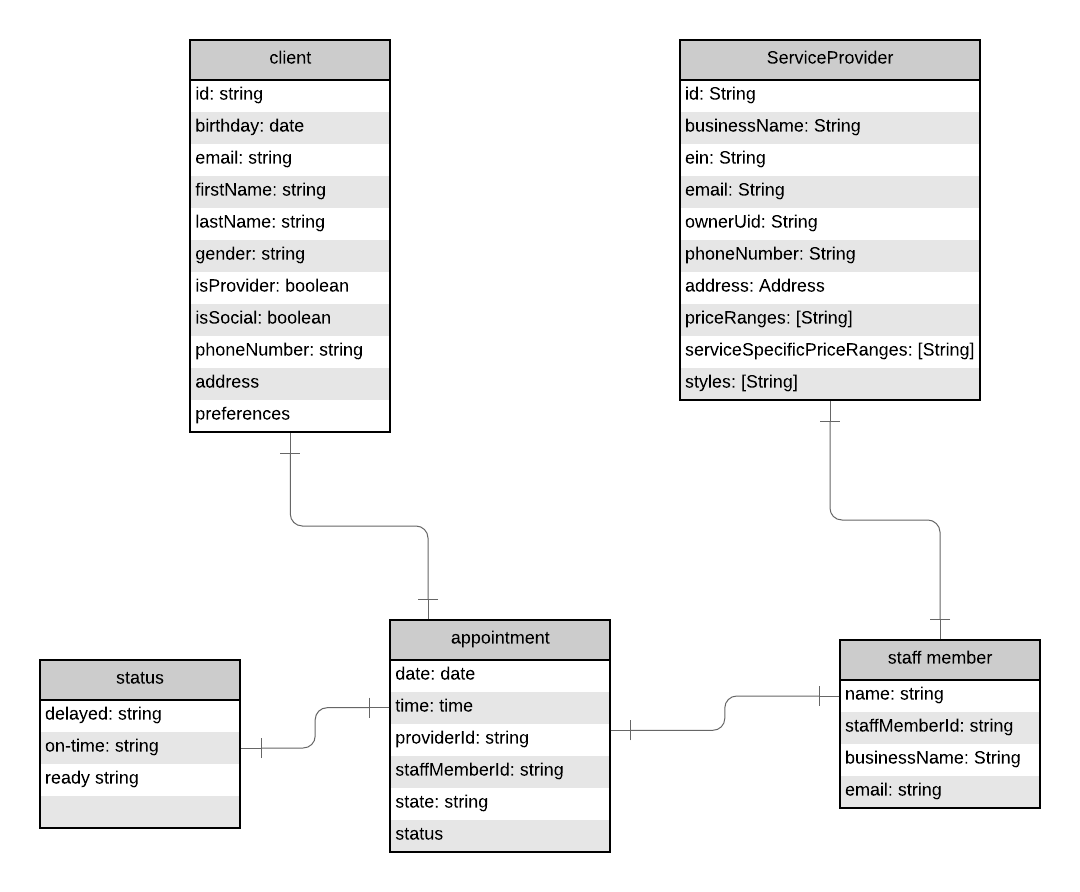 client
id: string
birthday: date
email: string
firstName: string
lastName: string
gender: string
isProvider: boolean
isSocial: boolean
phoneNumber: string
address
preferences
ServiceProvider
id: String
businessName: String
ein: String
email: String
ownerUid: String
phoneNumber: String
address: Address
priceRanges: [String]
serviceSpecificPriceRanges: [String]
styles: [String]
status
delayed: string
on-time: string
ready string
appointment
date: date
time: time
providerId: string
staffMemberId: string
state: string
status
staff member
name: string
staffMemberId: string
businessName: String
email: string